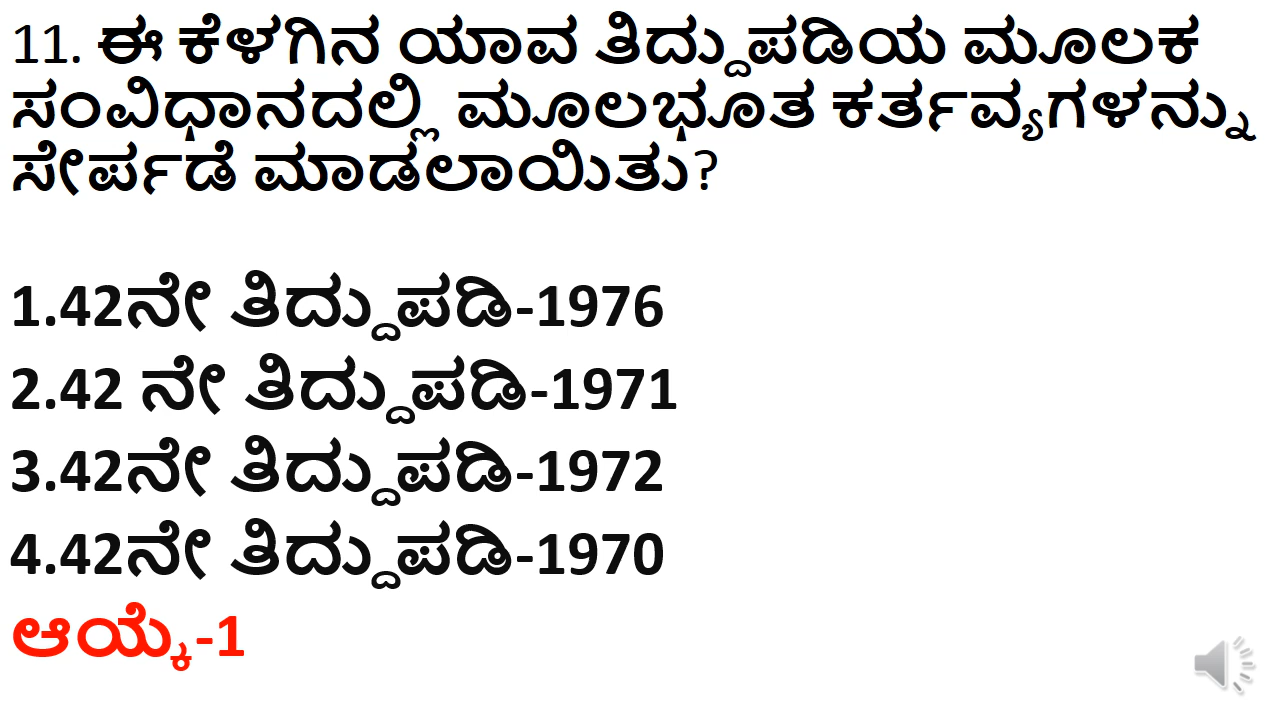 11. ಈ ಕೆಳಗಿನ ಯಾವ ತಿದ್ದುಪಡಿಯ ಮೂಲಕ
ಸಂವಿಧಾನದಲ್ಲಿ ಮೂಲಭೂತ ಕರ್ತವ್ಯಗಳನ್ನು
ಸೇರ್ಪಡೆ ಮಾಡಲಾಯಿತು?
1.42ನೇ ತಿದ್ದುಪಡಿ-1976
2.42 ನೇ ತಿದ್ದುಪಡಿ-1971
3.42ನೇ ತಿದ್ದುಪಡಿ-1972
4.42ನೇ ತಿದ್ದುಪಡಿ-1970
ಆಯ್ಕೆ-1